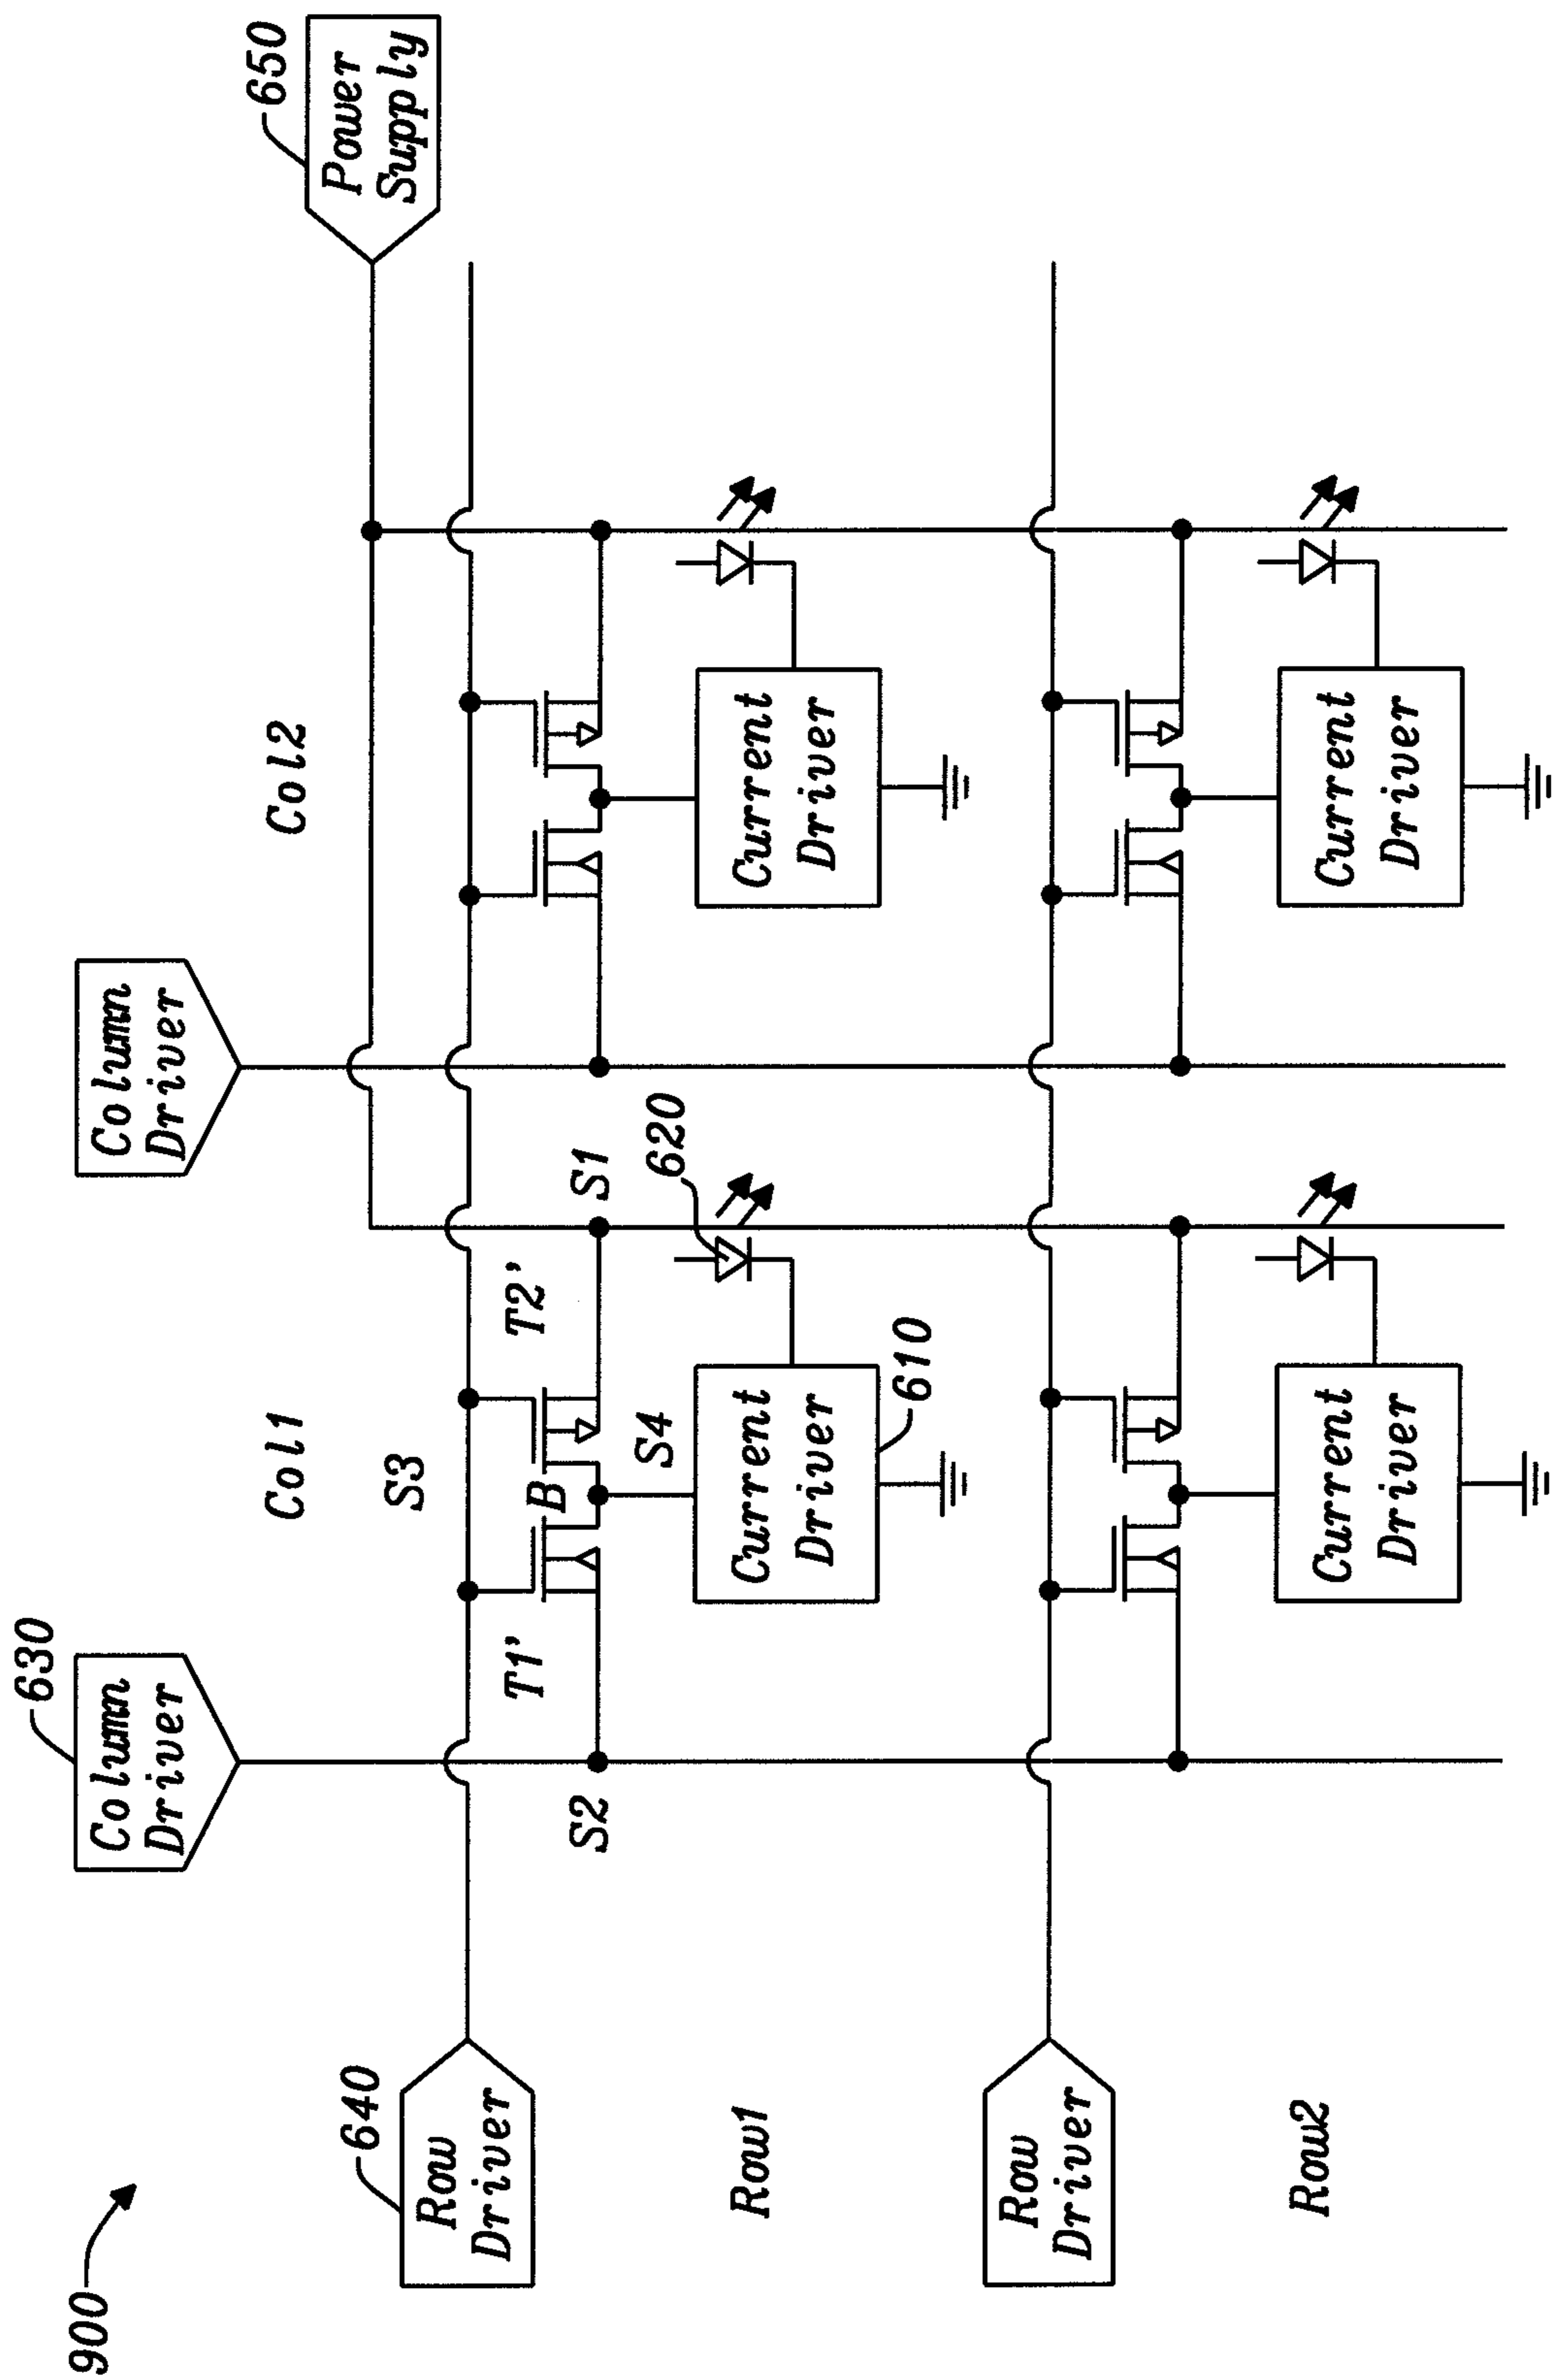 900
630
Column
Driver
Column
Driver
650
Power
Supply
640
Row
Driver
Col1
Col2
S3
T1'
B
T2'
S2
S1
S4
620
Current
Driver
Current
Driver
610
Row1
Row
Driver
Current
Driver
Current
Driver
Row2